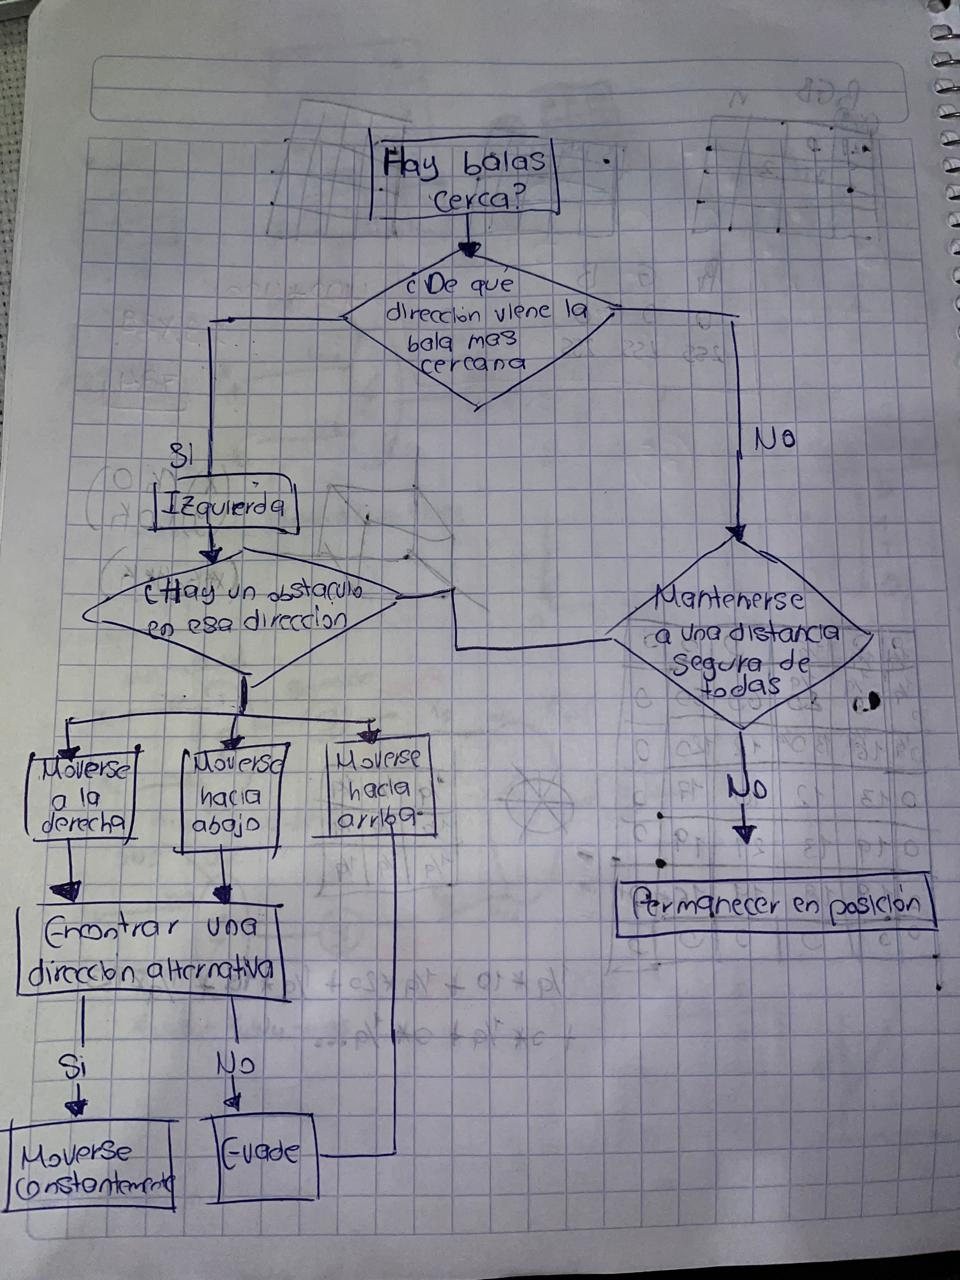 Hay balas
cerca?
¿De qué
dirección viene la
bala mas
cercana
Si
NO
Izquierda
¿Hay un obstaculo
en esa direccion
Mantenerse
a una distancia
segura de
todas
Moverse
a la
derecha
Moverse
hacia
abajo
Moverse
hacia
arriba
NO
Permanecer en posición
Encontrar una
dirección alternativa
Si
NO
Moverse
constantemente
Evade